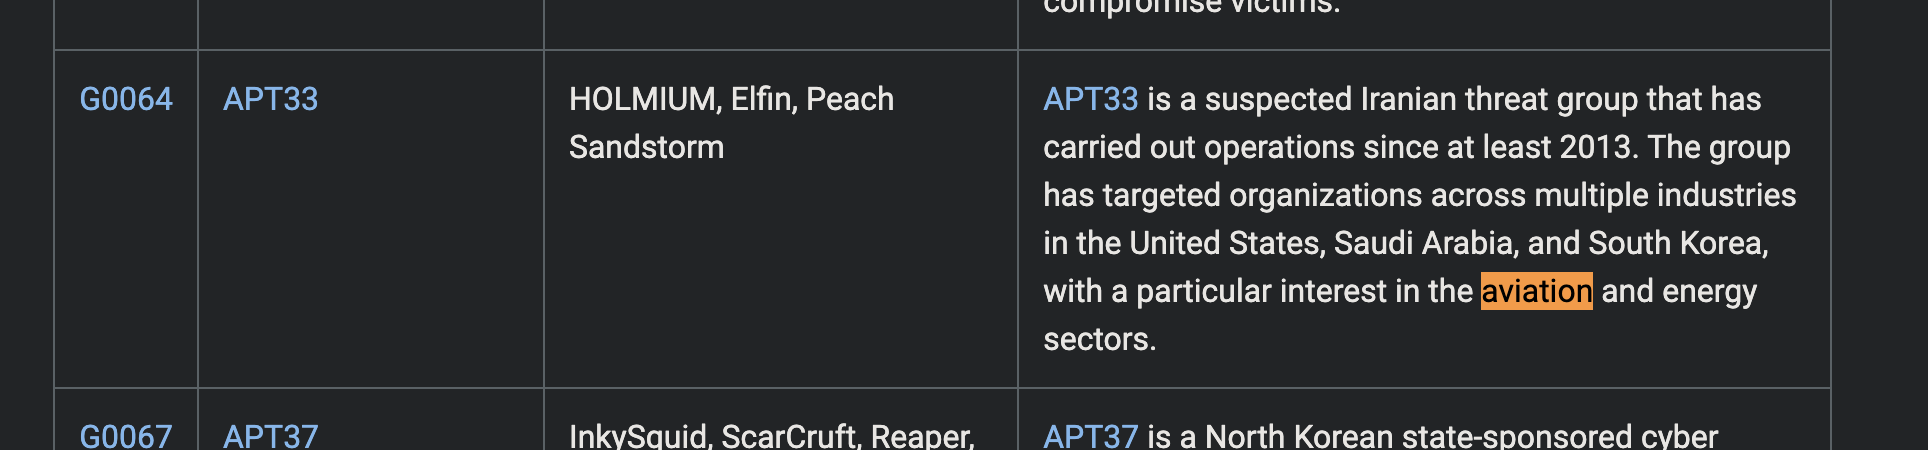 compromise victims.
G0064 APT33 HOLMIUM, Elfin, Peach Sandstorm
APT33 is a suspected Iranian threat group that has
carried out operations since at least 2013. The group
has targeted organizations across multiple industries
in the United States, Saudi Arabia, and South Korea,
with a particular interest in the aviation and energy
sectors.
G0067 APT37 InkySquid, ScarCruft, Reaper,
APT37 is a North Korean state-sponsored cyber